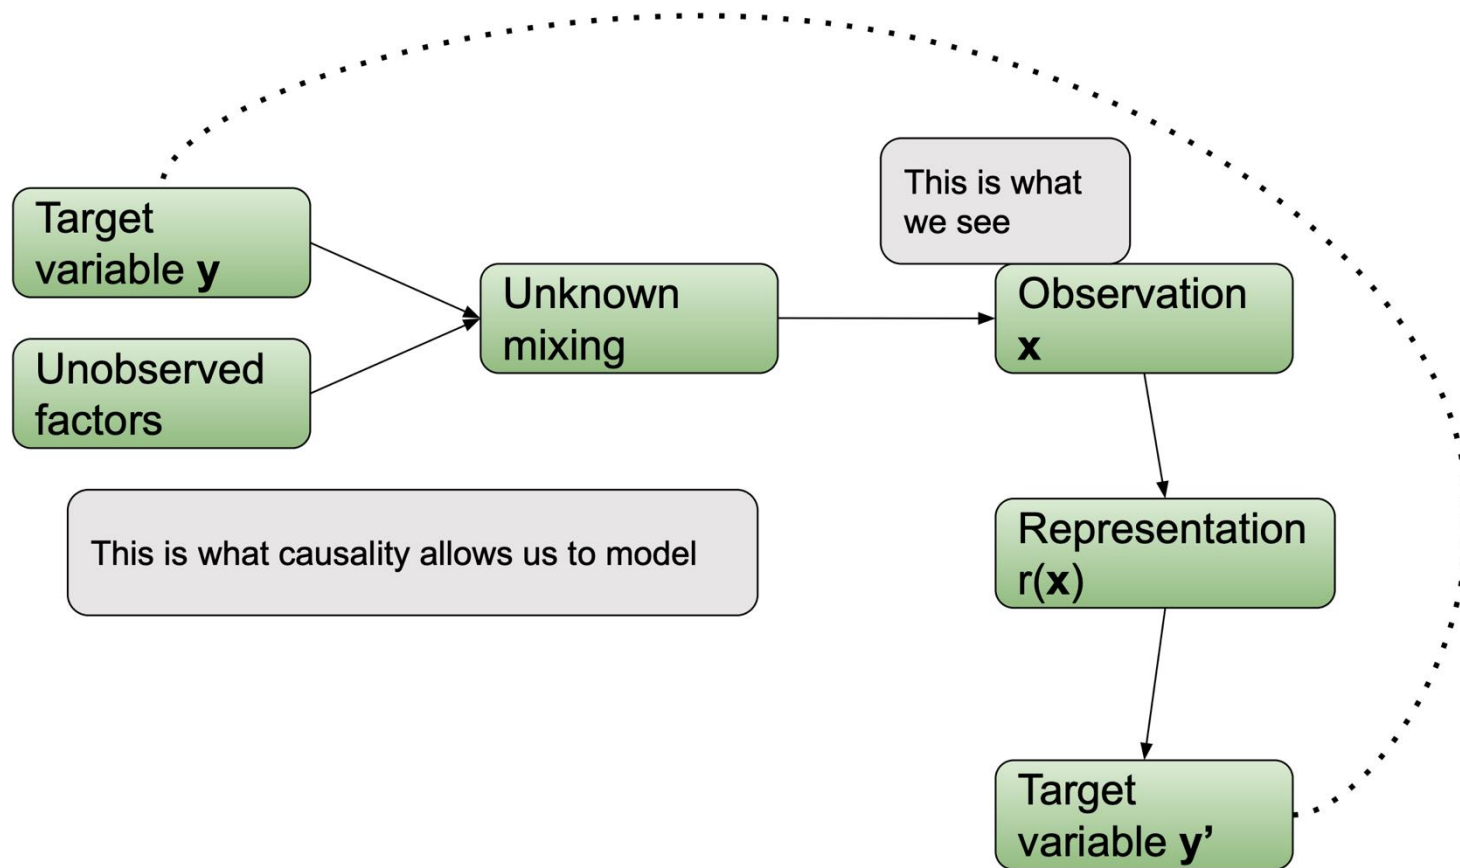 This is what
we see
Target
variable y
Unknown
mixing
Observation
x
Unobserved
factors
This is what causality allows us to model
Representation
r(x)
Target
variable y’